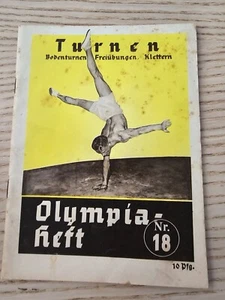 Turnen
Bodenturnen Freiübungen Klettern
Olympia-
Heft
Nr.
18
10 Pfg.